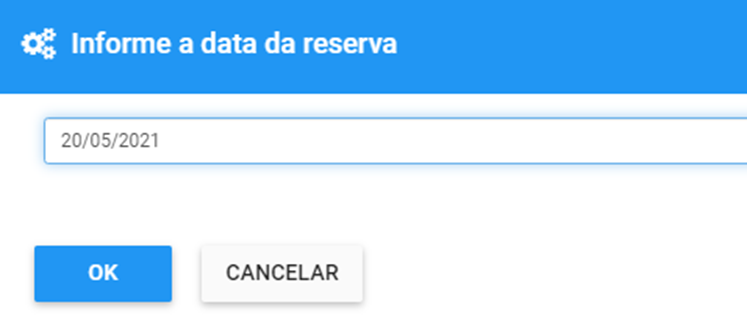 Informe a data da reserva
20/05/2021
OK
CANCELAR